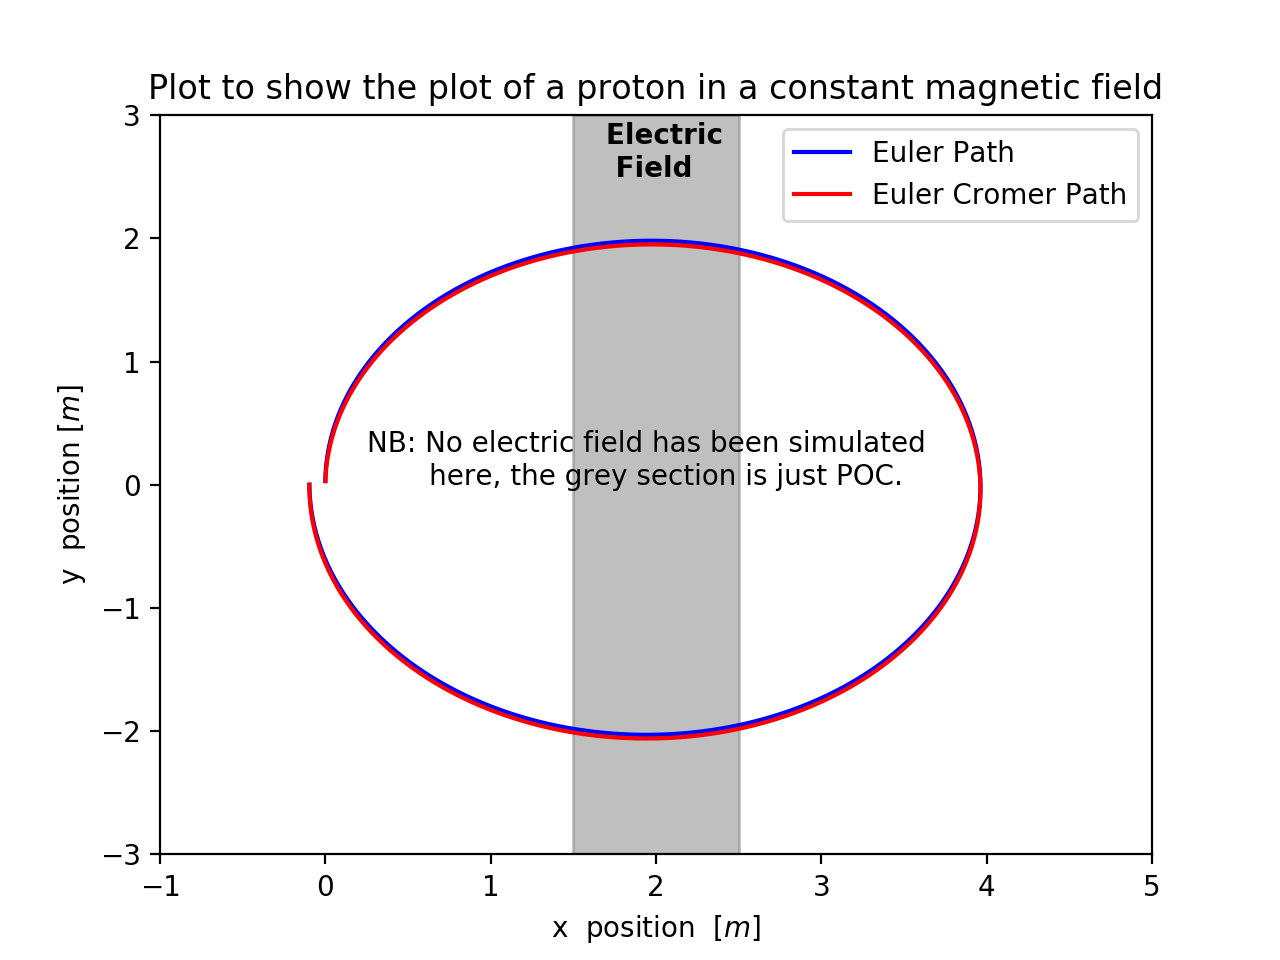 Plot to show the plot of a proton in a constant magnetic field
3
2
1
0
−1
−2
−3
y position [m]
Electric
Field
Euler Path
Euler Cromer Path
NB: No electric field has been simulated
here, the grey section is just POC.
−1 0 1 2 3 4 5
x position [m]